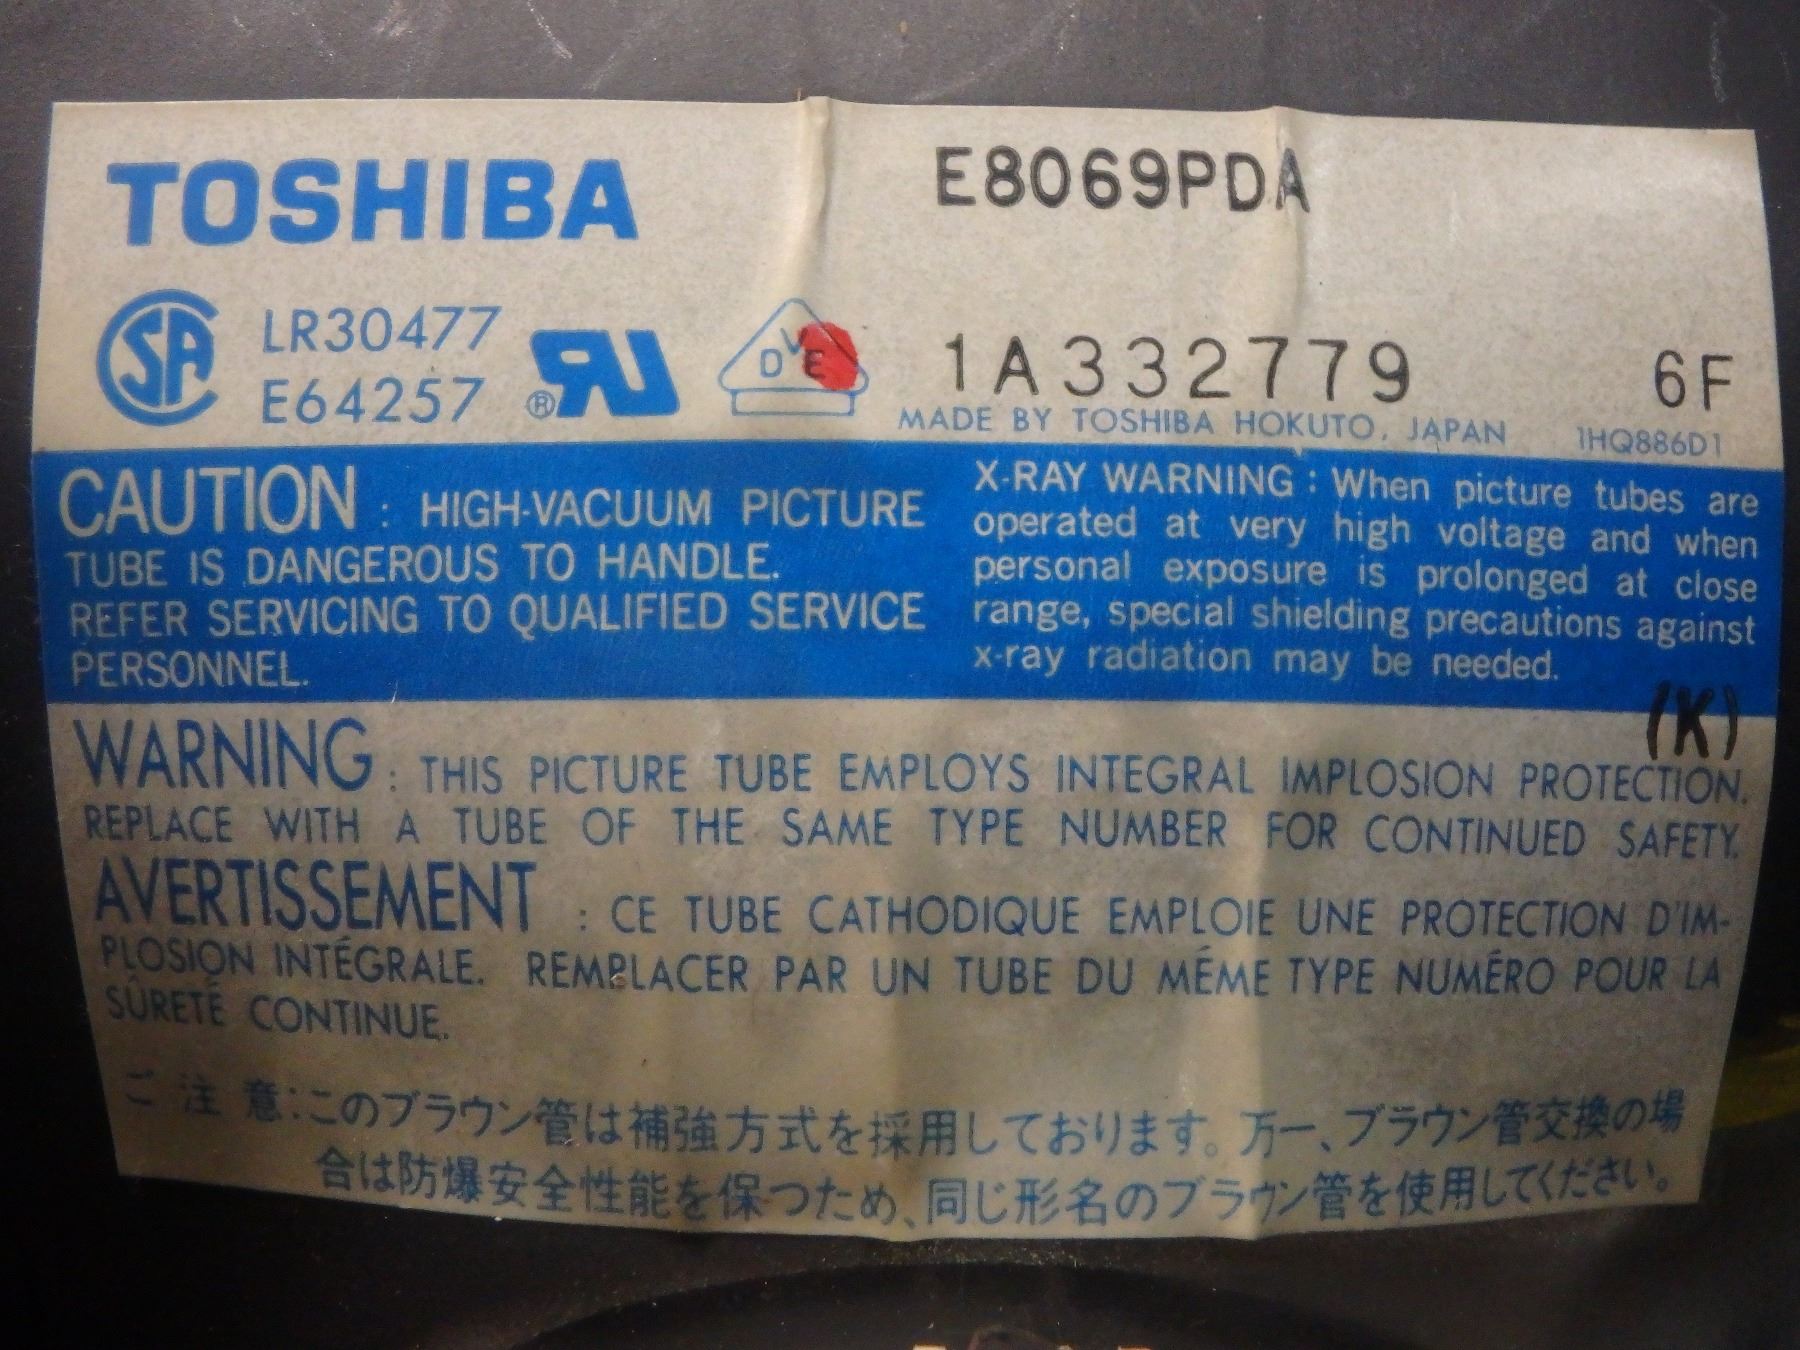 TOSHIBA
E8069PDA
SA LR30477
E64257
® RU
D V E
1A332779 6F
MADE BY TOSHIBA HOKUTO, JAPAN 1HQ886D1
CAUTION : HIGH-VACUUM PICTURE
TUBE IS DANGEROUS TO HANDLE.
REFER SERVICING TO QUALIFIED SERVICE
PERSONNEL.
X-RAY WARNING : When picture tubes are
operated at very high voltage and when
personal exposure is prolonged at close
range, special shielding precautions against
x-ray radiation may be needed.
(K)
WARNING : THIS PICTURE TUBE EMPLOYS INTEGRAL IMPLOSION PROTECTION.
REPLACE WITH A TUBE OF THE SAME TYPE NUMBER FOR CONTINUED SAFETY.
AVERTISSEMENT : CE TUBE CATHODIQUE EMPLOIE UNE PROTECTION D'IM-
PLOSION INTÉGRALE. REMPLACER PAR UN TUBE DU MÉME TYPE NUMÉRO POUR LA
SÛRETÉ CONTINUE.
ご注意:このブラウン管は補強方式を採用しております。万一、ブラウン管交換の場
合は防爆安全性能を保つため、同じ形名のブラウン管を使用してください。